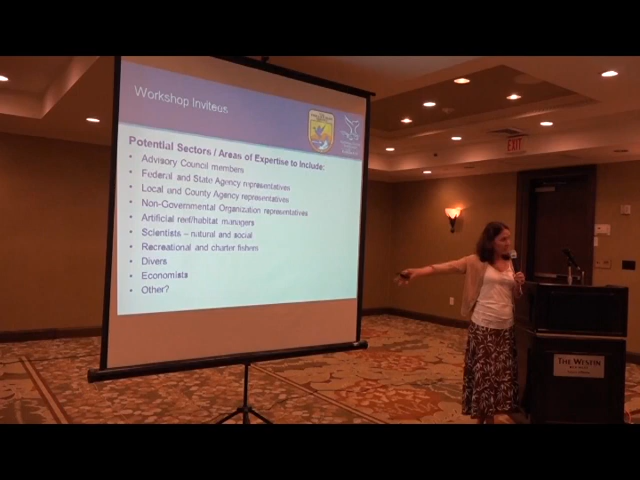 Workshop Invitees
Potential Sectors / Areas of Expertise to Include:
• Advisory Council members
• Federal and State Agency representatives
• Local and County Agency representatives
• Non-Governmental Organization representatives
• Artificial reef/habitat managers
• Scientists – natural and social
• Recreational and charter fishers
• Divers
• Economists
• Other?
EXIT
THE WESTIN